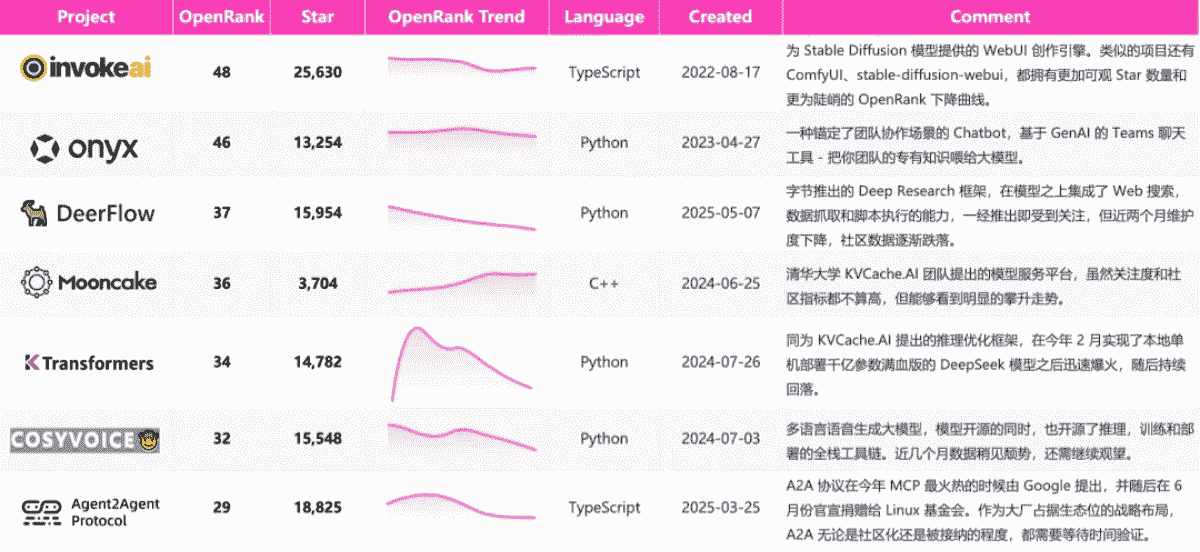 Project OpenRank Star OpenRank Trend Language Created Comment
invokeai 48 25,630 TypeScript 2022-08-17
为 Stable Diffusion 模型提供的 WebUI 创作引擎。类似的项目还有
ComfyUI、stable-diffusion-webui，都拥有更加可观 Star 数量和
更为陡峭的 OpenRank 下降曲线。
onyx 46 13,254 Python 2023-04-27
一种锚定了团队协作场景的 Chatbot，基于 GenAI 的 Teams 聊天
工具 - 把你团队的专有知识喂给大模型。
DeerFlow 37 15,954 Python 2025-05-07
字节推出的 Deep Research 框架，在模型之上集成了 Web 搜索，
数据抓取和脚本执行的能力，一经推出即受到关注，但近两个月维护
度下降，社区数据逐渐跌落。
Mooncake 36 3,704 C++ 2024-06-25
清华大学 KVCache.AI 团队提出的模型服务平台，虽然关注度和社
区指标都不算高，但能够看到明显的攀升走势。
KTransformers 34 14,782 Python 2024-07-26
同为 KVCache.AI 提出的推理优化框架，在今年 2 月实现了本地单
机部署千亿参数满血版的 DeepSeek 模型之后迅速爆火，随后持续
回落。
COSYVOICE 32 15,548 Python 2024-07-03
多语言语音生成大模型，模型开源的同时，也开源了推理，训练和部
署的全栈工具链。近几个月数据稍见颓势，还需继续观望。
Agent2Agent
Protocol 29 18,825 TypeScript 2025-03-25
A2A 协议在今年 MCP 最火热的时候由 Google 提出，并随后在 6
月份官宣捐赠给 Linux 基金会。作为大厂占据生态位的战略布局，
A2A 无论是社区化还是被接纳的程度，都需要等待时间验证。